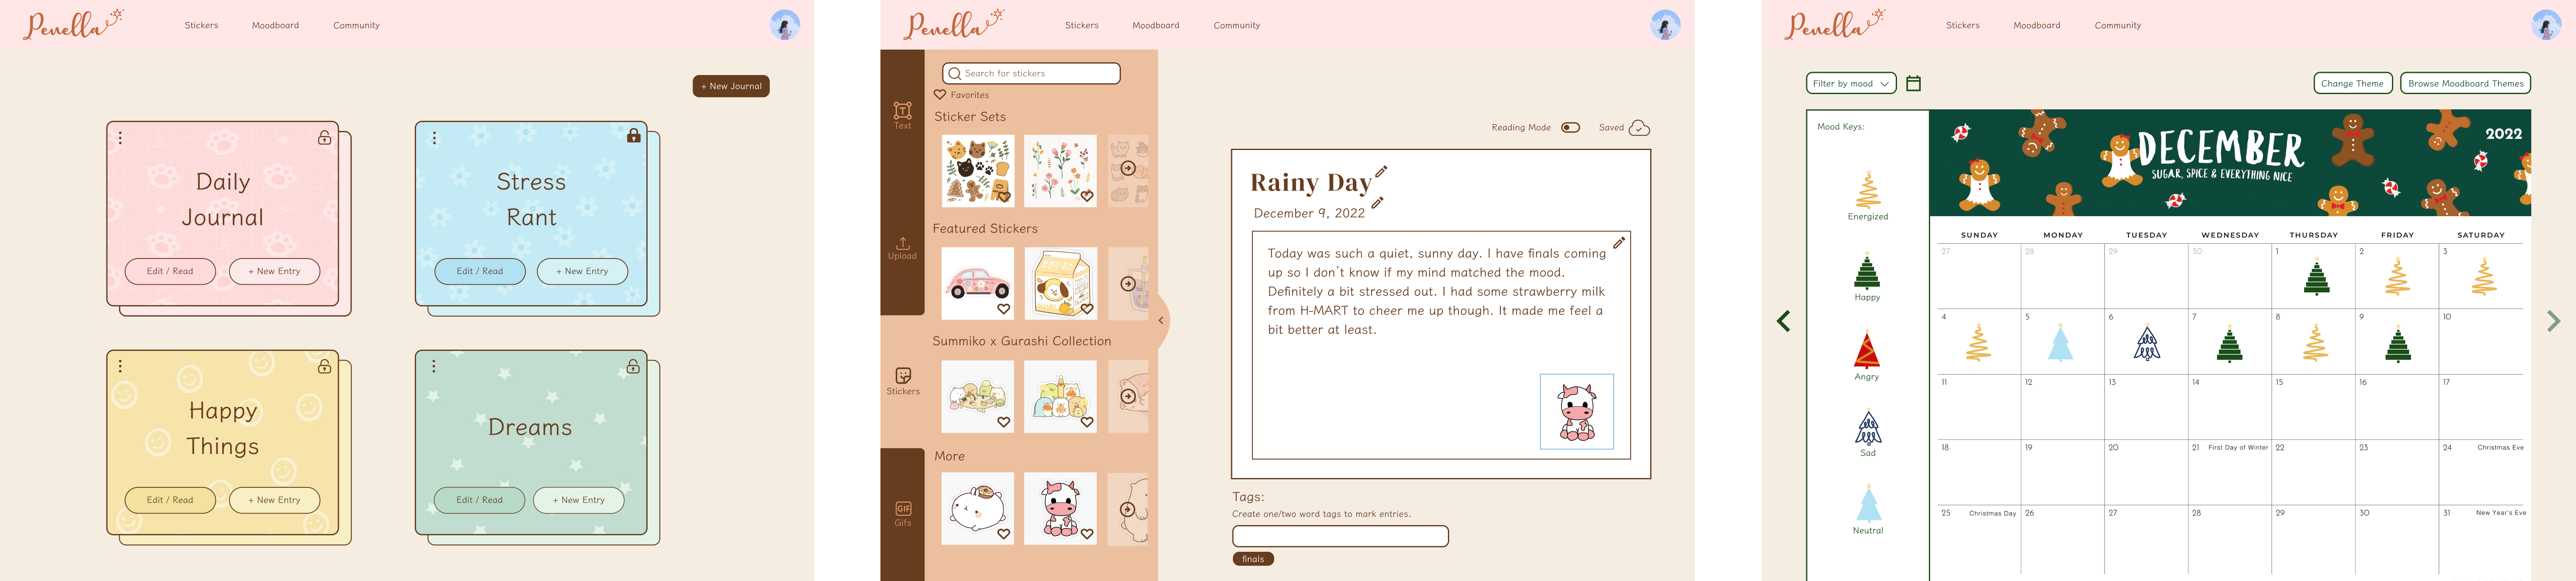 Penella
Stickers Moodboard Community
+ New Journal
Daily
Journal
Edit / Read + New Entry
Stress
Rant
Edit / Read + New Entry
Happy
Things
Edit / Read + New Entry
Dreams
Edit / Read + New Entry
Penella
Stickers Moodboard Community
Text
Upload
Stickers
GIF
Gifs
Search for stickers
Favorites
Sticker Sets
Featured Stickers
Summiko x Gurashi Collection
More
Reading Mode Saved
Rainy Day
December 9, 2022
Today was such a quiet, sunny day. I have finals coming
up so I don't know if my mind matched the mood.
Definitely a bit stressed out. I had some strawberry milk
from H-MART to cheer me up though. It made me feel a
bit better at least.
Tags:
Create one/two word tags to mark entries.
finals
Penella
Stickers Moodboard Community
Filter by mood
Change Theme Browse Moodboard Themes
Mood Keys:
Energized
Happy
Angry
Sad
Neutral
DECEMBER
SUGAR, SPICE & EVERYTHING NICE
2022
SUNDAY MONDAY TUESDAY WEDNESDAY THURSDAY FRIDAY SATURDAY
27 28 29 30 1 2 3
4 5 6 7 8 9 10
11 12 13 14 15 16 17
18 19 20 21 First Day of Winter 22 23 24 Christmas Eve
25 Christmas Day 26 27 28 29 30 31 New Year's Eve